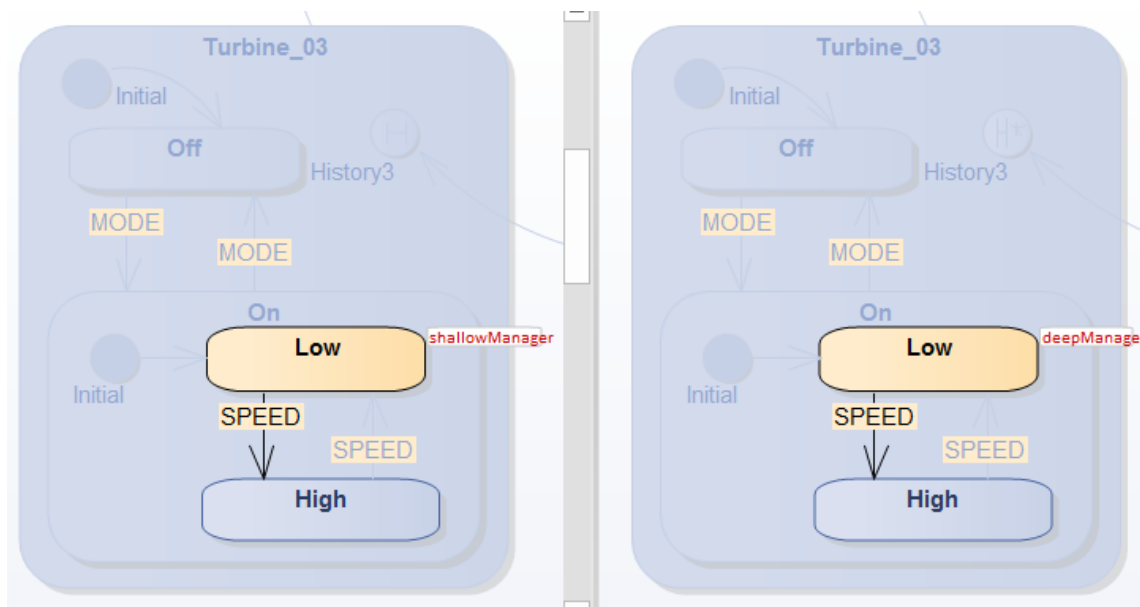 Turbine_03
Initial
Off
H
History3
MODE
MODE
On
Low
shallowManager
Initial
SPEED
SPEED
High
Turbine_03
Initial
Off
H*
History3
MODE
MODE
On
Low
deepManage
Initial
SPEED
SPEED
High